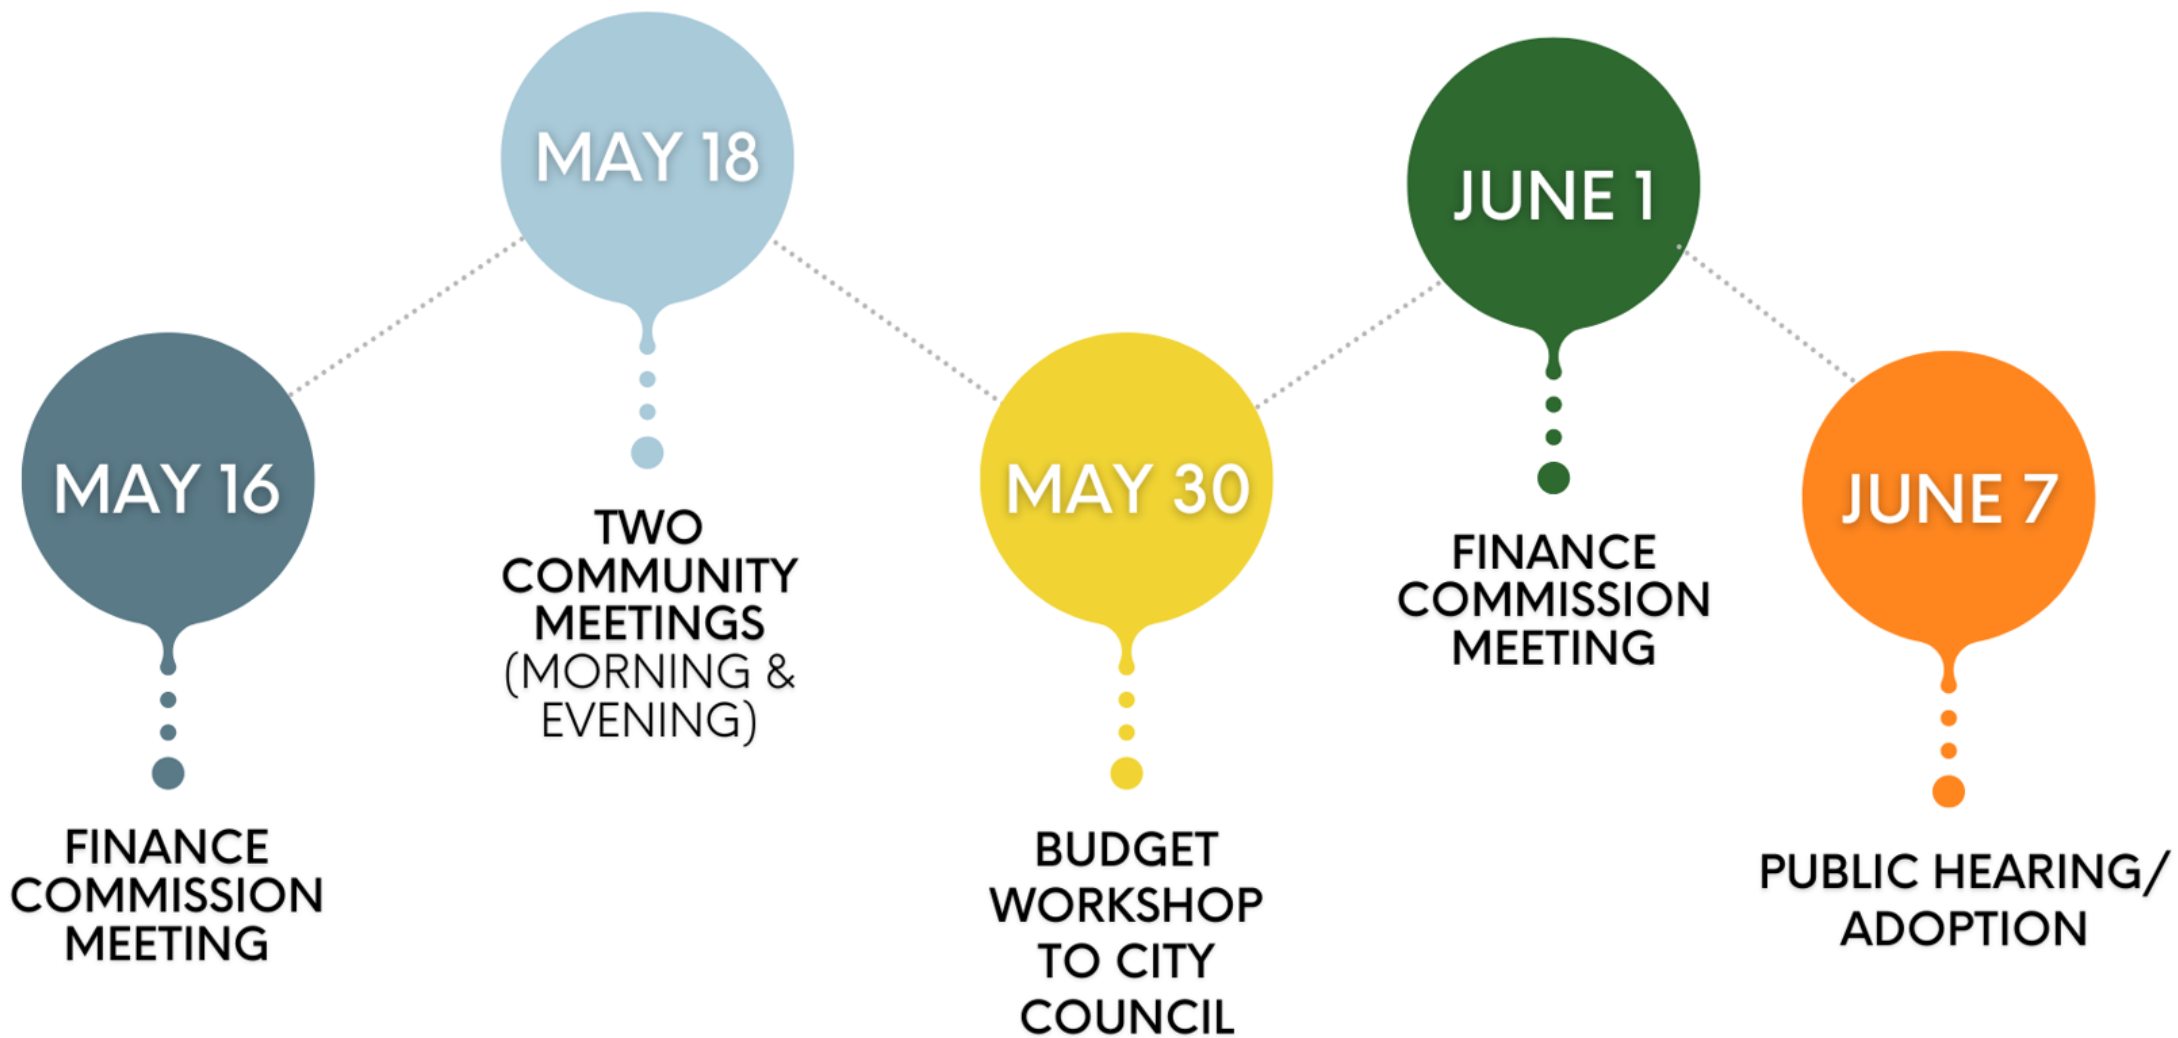 MAY 16
FINANCE
COMMISSION
MEETING
MAY 18
TWO
COMMUNITY
MEETINGS
(MORNING &
EVENING)
MAY 30
BUDGET
WORKSHOP
TO CITY
COUNCIL
JUNE 1
FINANCE
COMMISSION
MEETING
JUNE 7
PUBLIC HEARING/
ADOPTION